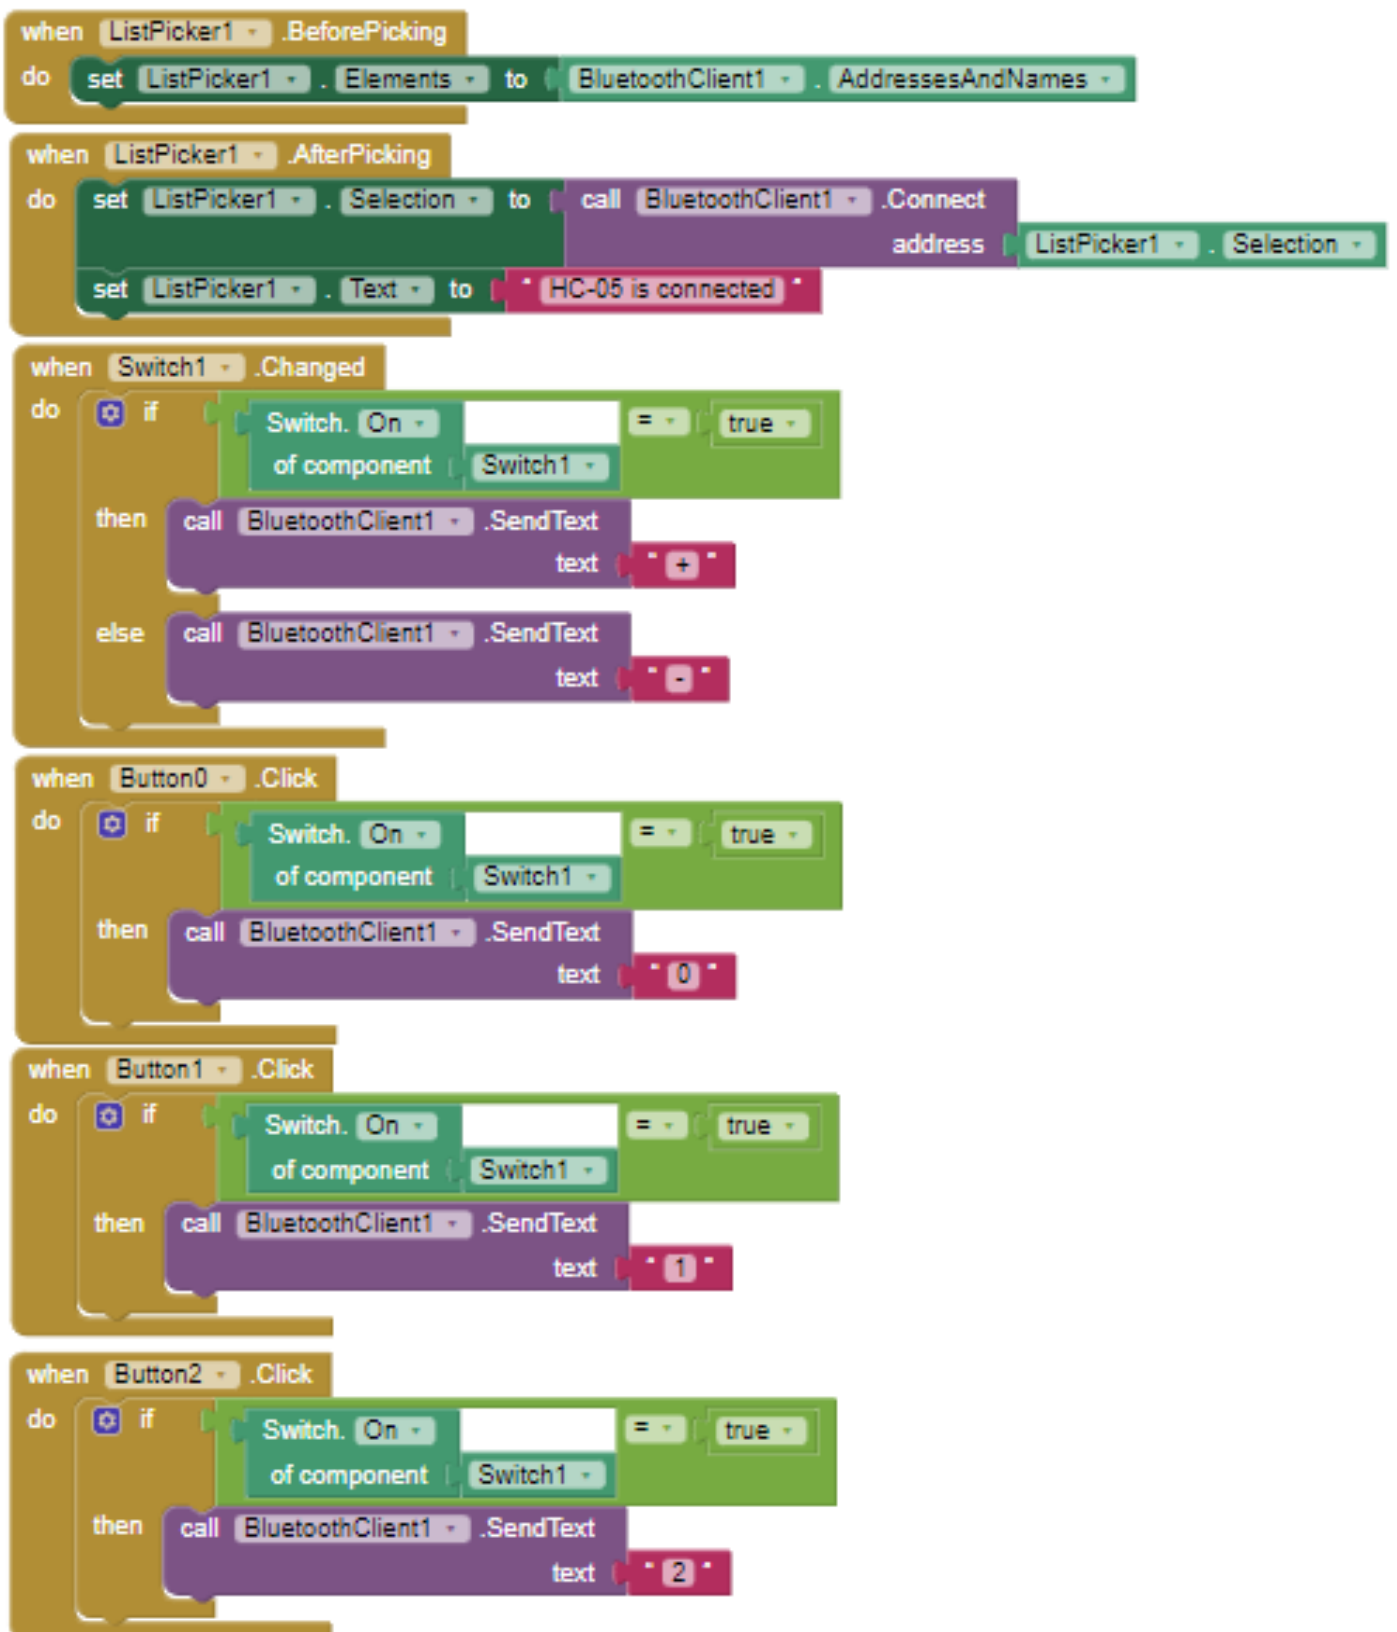 when ListPicker1 .BeforePicking
do set ListPicker1 . Elements to BluetoothClient1 . AddressesAndNames
when ListPicker1 .AfterPicking
do set ListPicker1 . Selection to call BluetoothClient1 .Connect
address ListPicker1 . Selection
set ListPicker1 . Text to " HC-05 is connected "
when Switch1 .Changed
do if Switch. On = true
of component Switch1
then call BluetoothClient1 .SendText
text " + "
else call BluetoothClient1 .SendText
text " - "
when Button0 .Click
do if Switch. On = true
of component Switch1
then call BluetoothClient1 .SendText
text " 0 "
when Button1 .Click
do if Switch. On = true
of component Switch1
then call BluetoothClient1 .SendText
text " 1 "
when Button2 .Click
do if Switch. On = true
of component Switch1
then call BluetoothClient1 .SendText
text " 2 "